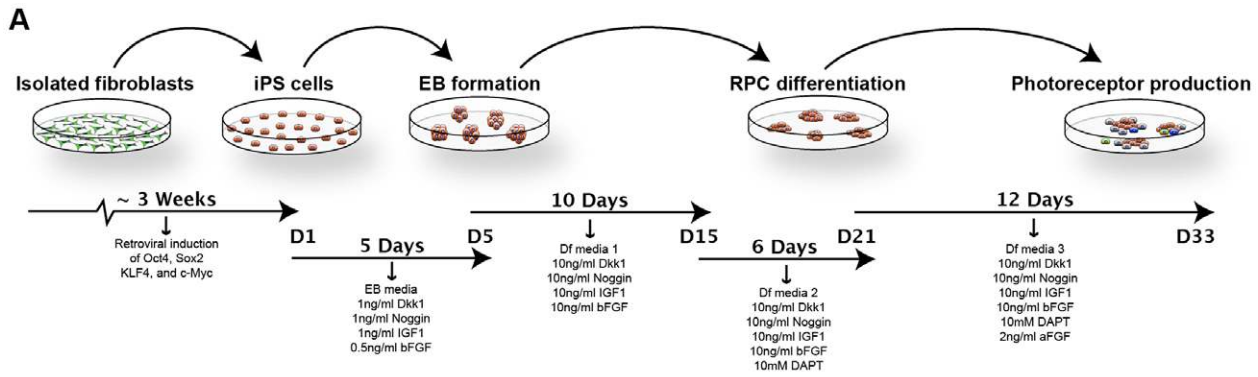 A
Isolated fibroblasts
iPS cells
EB formation
RPC differentiation
Photoreceptor production
~ 3 Weeks
Retroviral induction
of Oct4, Sox2
KLF4, and c-Myc
D1
5 Days
EB media
1ng/ml Dkk1
1ng/ml Noggin
1ng/ml IGF1
0.5ng/ml bFGF
D5
10 Days
Df media 1
10ng/ml Dkk1
10ng/ml Noggin
10ng/ml IGF1
10ng/ml bFGF
D15
6 Days
Df media 2
10ng/ml Dkk1
10ng/ml Noggin
10ng/ml IGF1
10ng/ml bFGF
10mM DAPT
D21
12 Days
Df media 3
10ng/ml Dkk1
10ng/ml Noggin
10ng/ml IGF1
10ng/ml bFGF
10mM DAPT
2ng/ml aFGF
D33